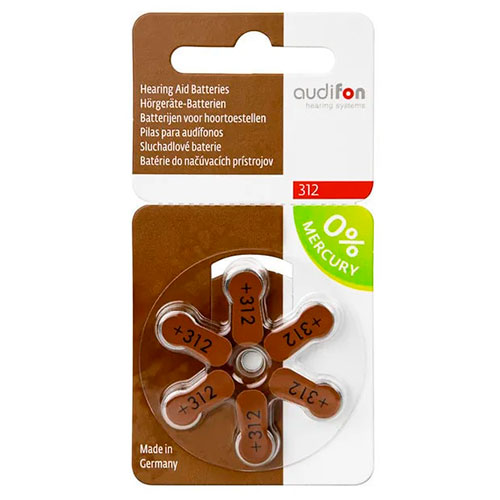 Hearing Aid Batteries
Hörgeräte-Batterien
Batterijen voor hoortoestellen
Pilas para audífonos
Sluchadlové baterie
Batérie do načúvacích prístrojov
audifon
hearing systems
312
0%
MERCURY
+312
+312
+312
+312
+312
+312
Made in
Germany